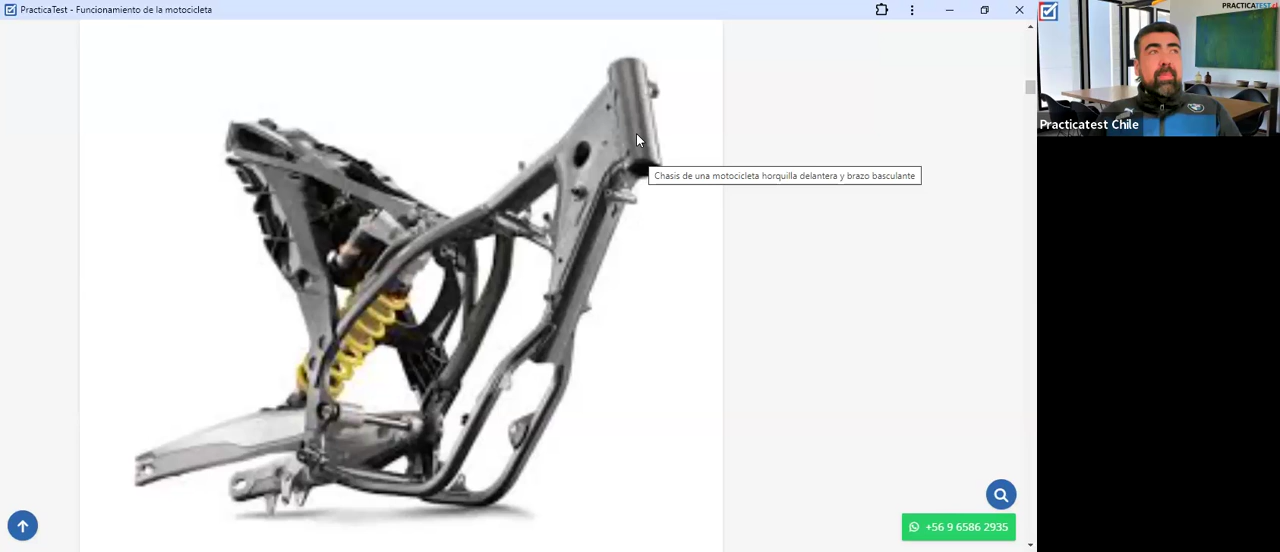 PracticaTest - Funcionamiento de la motocicleta
PRACTICATEST.cl
Practicatest Chile
Chasis de una motocicleta horquilla delantera y brazo basculante
+56 9 6586 2935